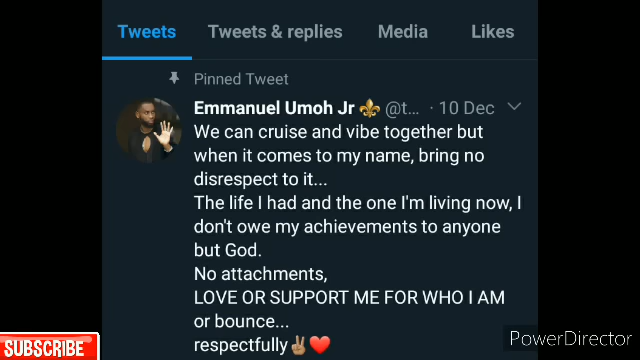 Tweets Tweets & replies Media Likes
Pinned Tweet
Emmanuel Umoh Jr ⚜ @t... · 10 Dec
We can cruise and vibe together but
when it comes to my name, bring no
disrespect to it...
The life I had and the one I'm living now, I
don't owe my achievements to anyone
but God.
No attachments,
LOVE OR SUPPORT ME FOR WHO I AM
or bounce...
respectfully✌🏾❤️
SUBSCRIBE
PowerDirector